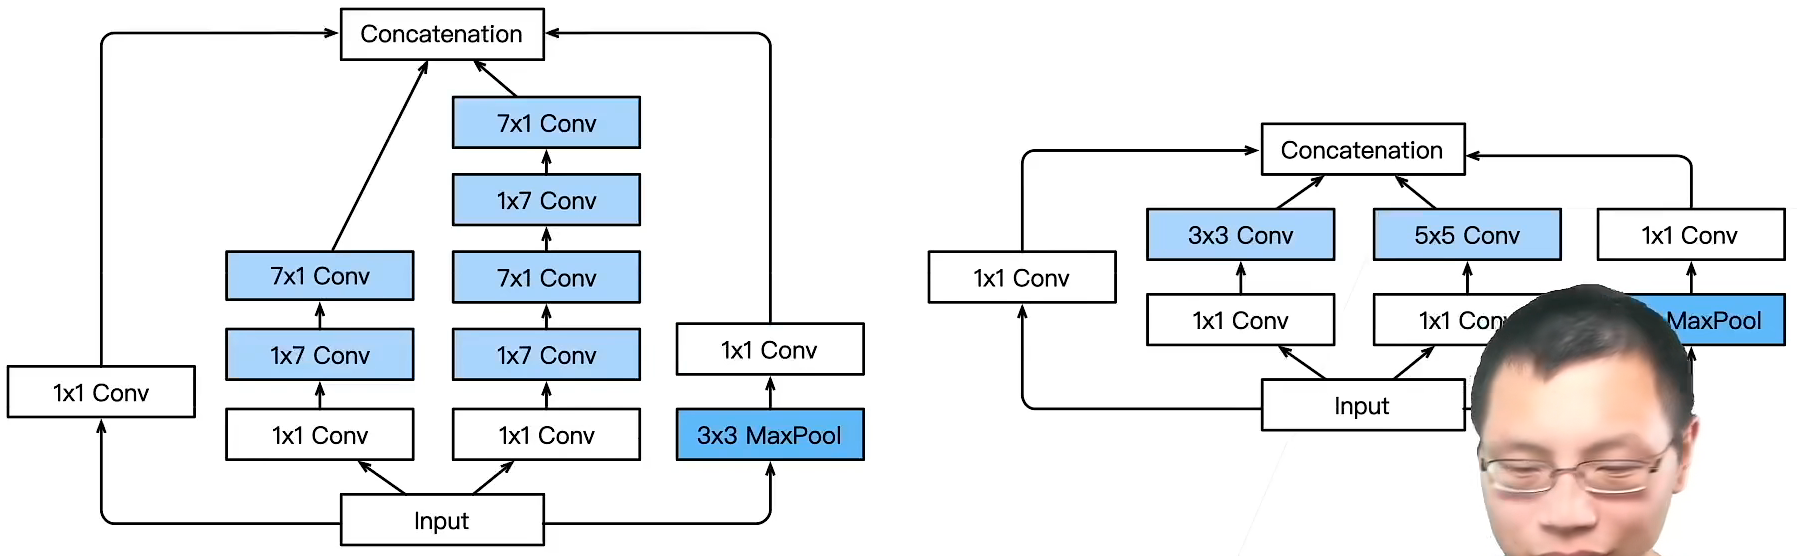 Concatenation
7x1 Conv
1x7 Conv
7x1 Conv
7x1 Conv
1x7 Conv
1x7 Conv
1x1 Conv
1x1 Conv
1x1 Conv
1x1 Conv
3x3 MaxPool
Input
Concatenation
3x3 Conv
5x5 Conv
1x1 Conv
1x1 Conv
1x1 Conv
1x1 Con
MaxPool
Input